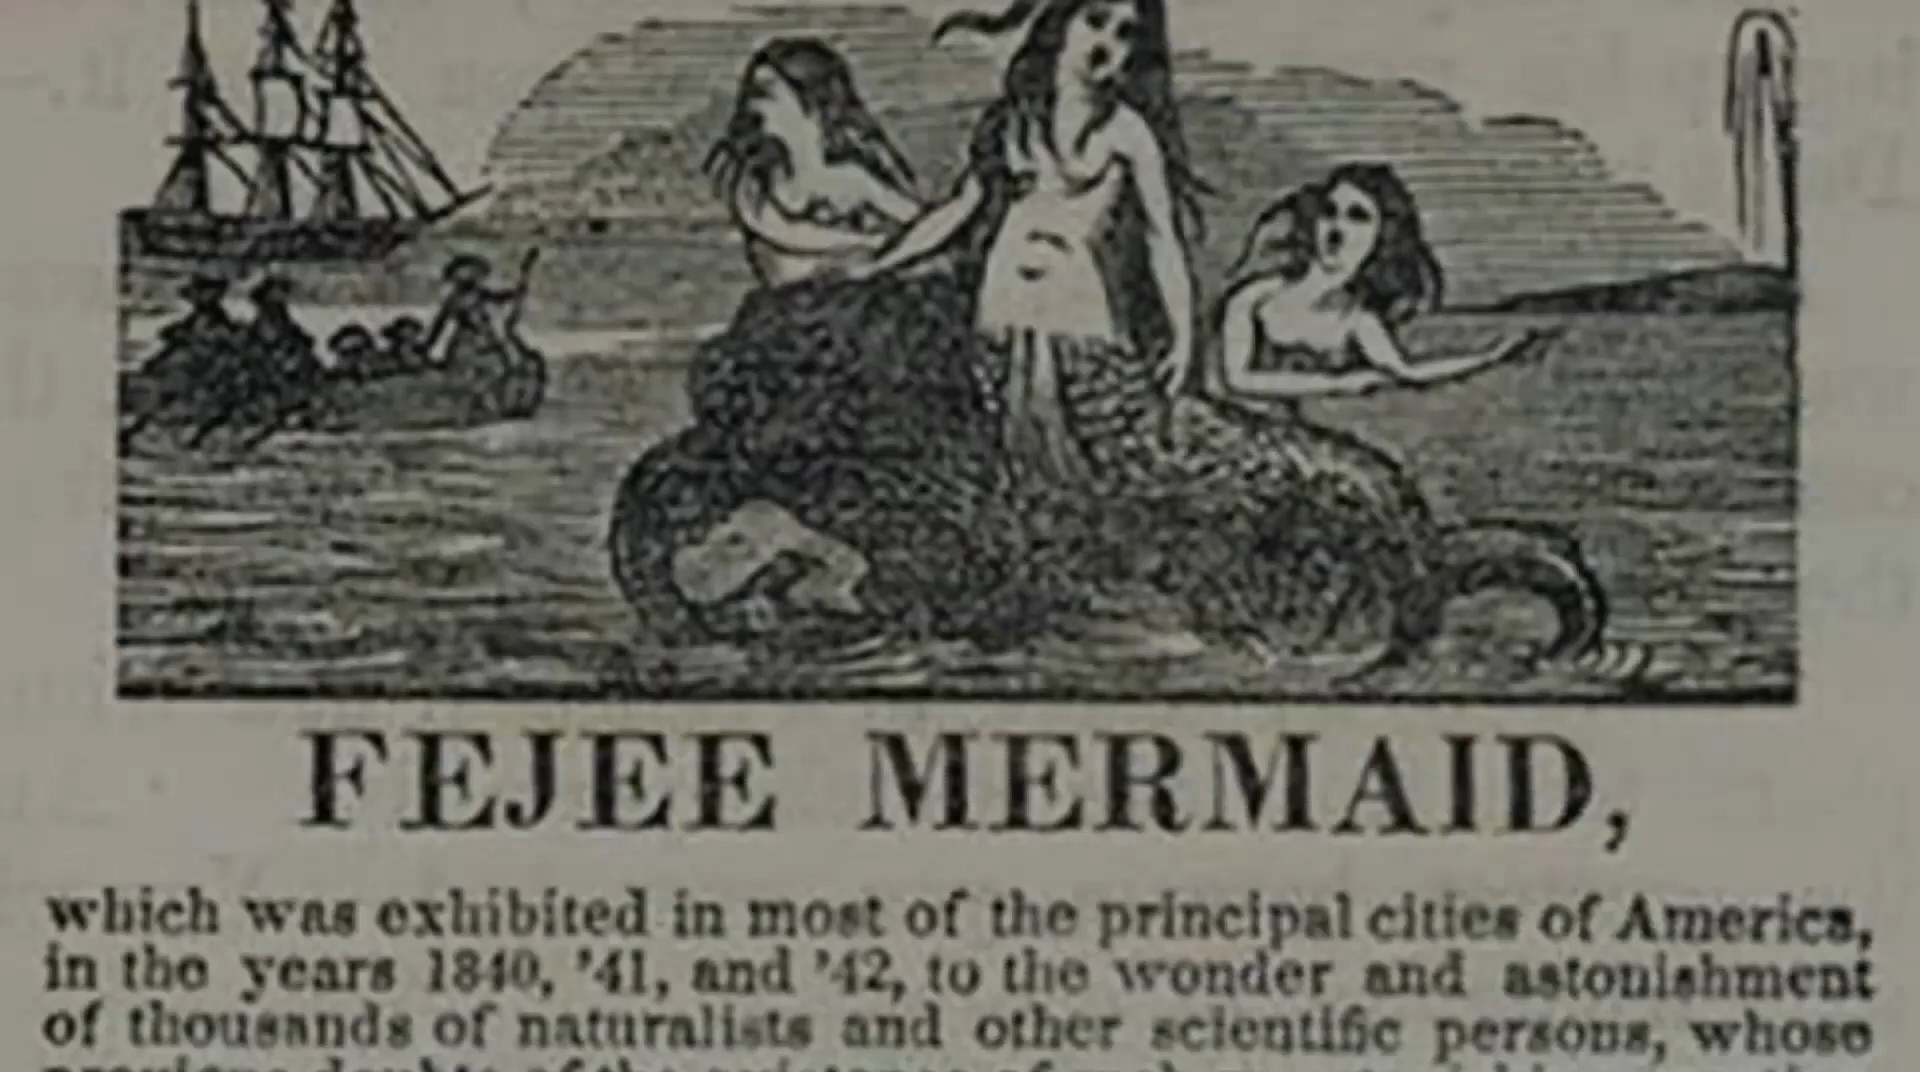 FEJEE MERMAID,
which was exhibited in most of the principal cities of America,
in the years 1840, '41, and '42, to the wonder and astonishment
of thousands of naturalists and other scientific persons, whose